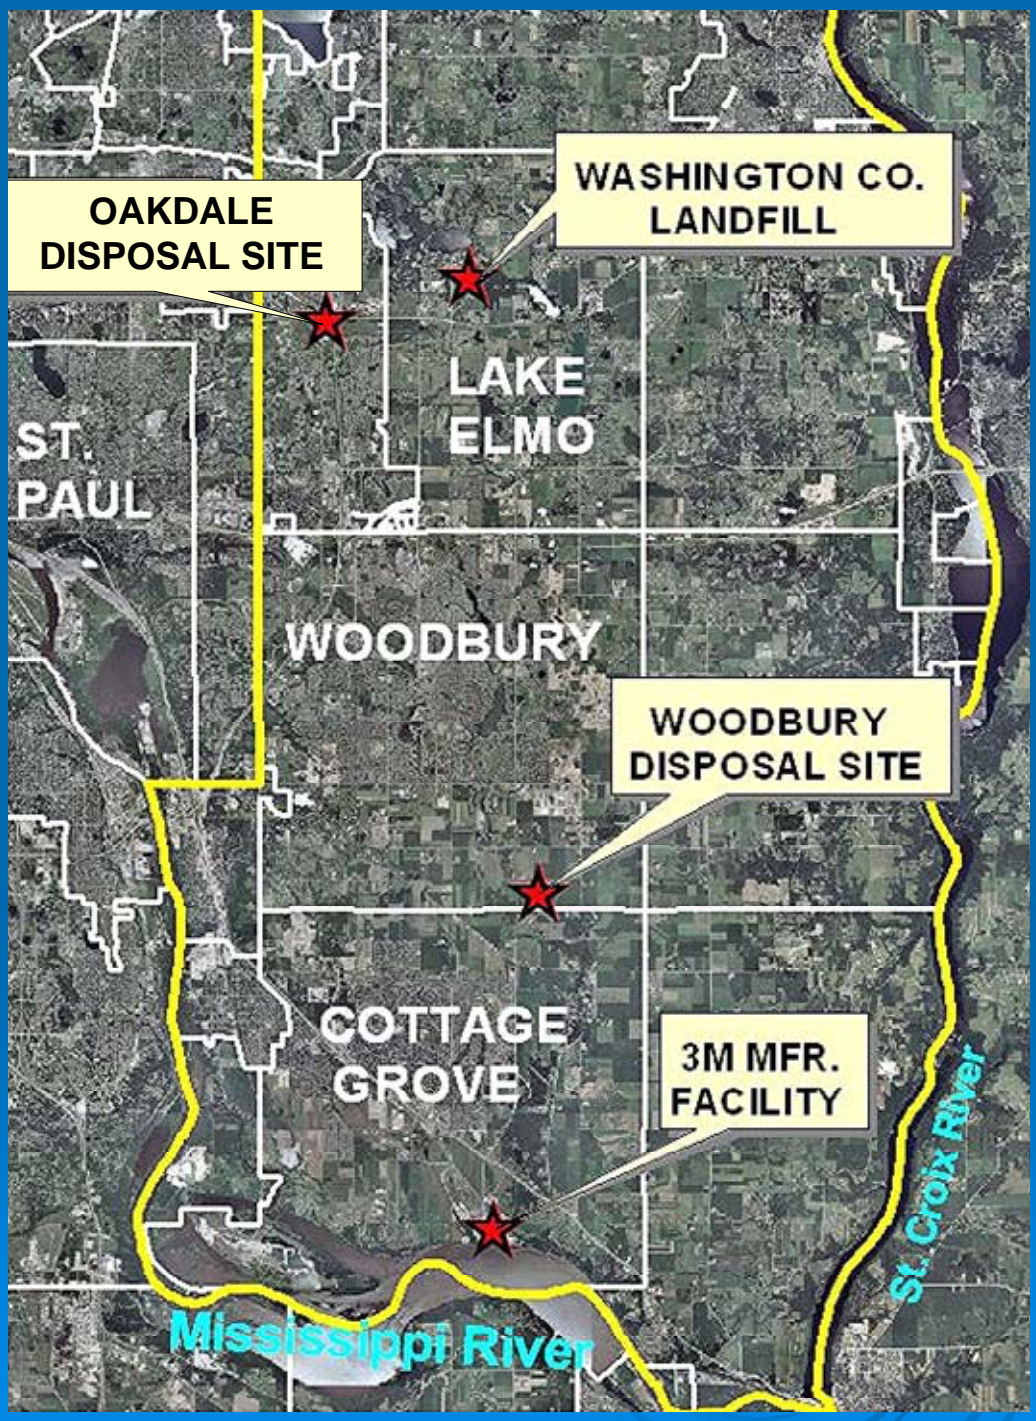 WASHINGTON CO.
LANDFILL
OAKDALE
DISPOSAL SITE
LAKE
ELMO
ST.
PAUL
WOODBURY
WOODBURY
DISPOSAL SITE
COTTAGE
GROVE
3M MFR.
FACILITY
St. Croix River
Mississippi River